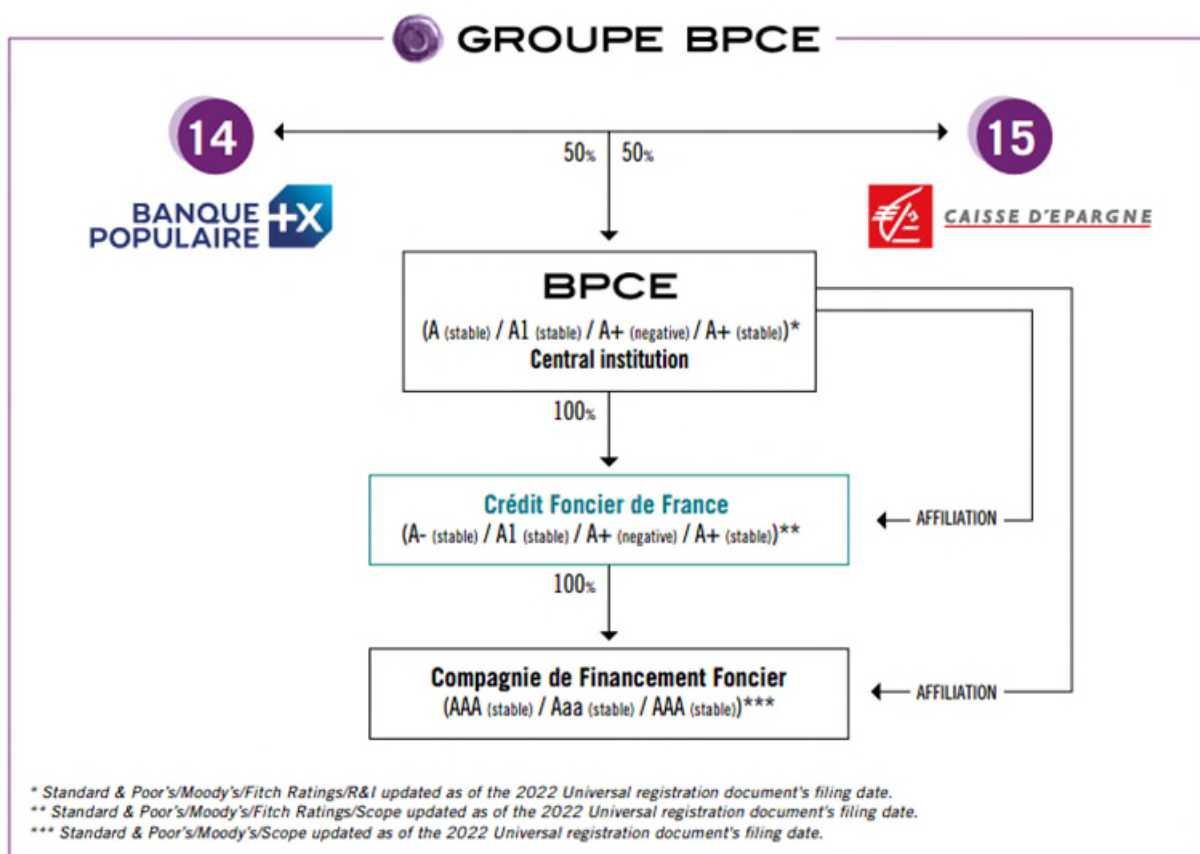 GROUPE BPCE
14
15
50% 50%
BANQUE
POPULAIRE
+X
CAISSE D'EPARGNE
BPCE
(A (stable) / A1 (stable) / A+ (negative) / A+ (stable))*
Central institution
100%
Crédit Foncier de France
(A- (stable) / A1 (stable) / A+ (negative) / A+ (stable))**
AFFILIATION
100%
Compagnie de Financement Foncier
(AAA (stable) / Aaa (stable) / AAA (stable))***
AFFILIATION
* Standard & Poor's/Moody's/Fitch Ratings/R&I updated as of the 2022 Universal registration document's filing date.
** Standard & Poor's/Moody's/Fitch Ratings/Scope updated as of the 2022 Universal registration document's filing date.
*** Standard & Poor's/Moody's/Scope updated as of the 2022 Universal registration document's filing date.